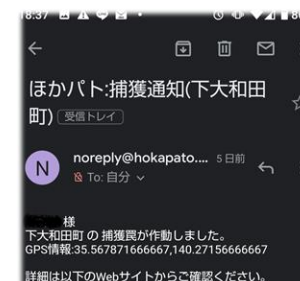 18:37
ほかパト:捕獲通知(下大和田
町) 受信トレイ
N
noreply@hokapato.... 5日前
To: 自分
様
下大和田町 の 捕獲罠が作動しました。
GPS情報:35.567871666667,140.27156666667
詳細は以下のWebサイトからご確認ください。